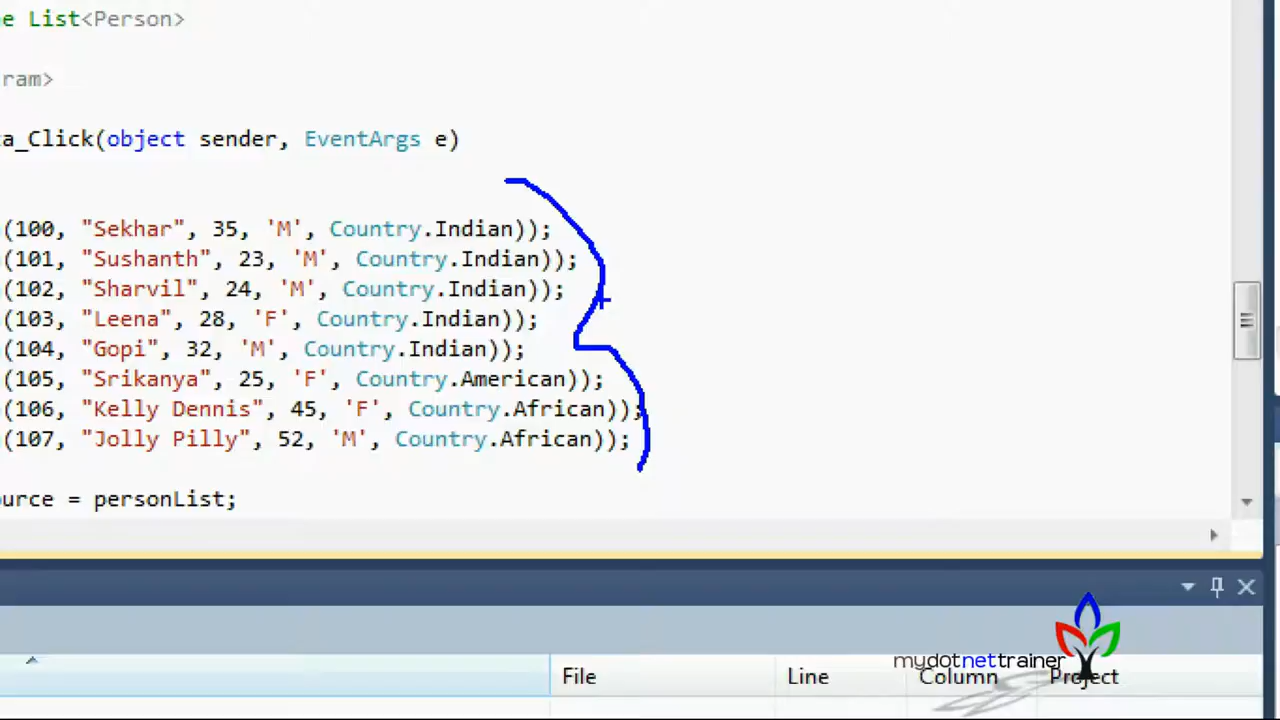 e List<Person>
ram>
ta_Click(object sender, EventArgs e)
(100, "Sekhar", 35, 'M', Country.Indian));
(101, "Sushanth", 23, 'M', Country.Indian));
(102, "Sharvil", 24, 'M', Country.Indian));
(103, "Leena", 28, 'F', Country.Indian));
(104, "Gopi", 32, 'M', Country.Indian));
(105, "Srikanya", 25, 'F', Country.American));
(106, "Kelly Dennis", 45, 'F', Country.African));
(107, "Jolly Pilly", 52, 'M', Country.African));
ource = personList;
mydotnettrainer
File Line Column Project